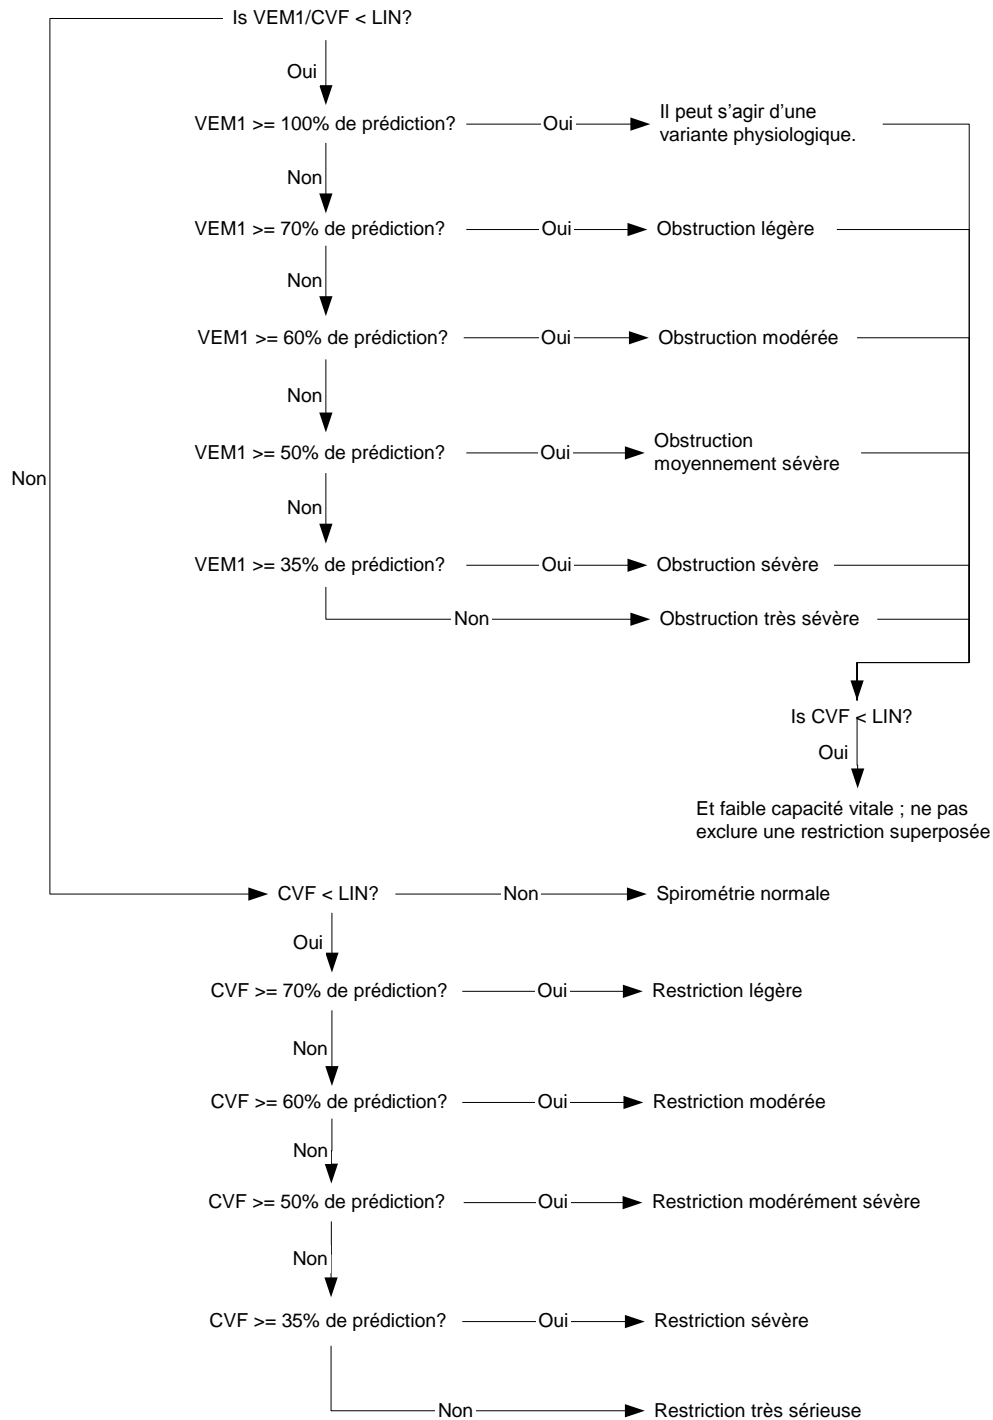 Is VEM1/CVF < LIN?
Oui
VEM1 >= 100% de prédiction?
Oui
Il peut s'agir d'une
variante physiologique.
Non
VEM1 >= 70% de prédiction?
Oui
Obstruction légère
Non
VEM1 >= 60% de prédiction?
Oui
Obstruction modérée
Non
VEM1 >= 50% de prédiction?
Oui
Obstruction
moyennement sévère
Non
Non
VEM1 >= 35% de prédiction?
Oui
Obstruction sévère
Non
Obstruction très sévère
Is CVF < LIN?
Oui
Et faible capacité vitale ; ne pas
exclure une restriction superposée
CVF < LIN?
Non
Spirométrie normale
Oui
CVF >= 70% de prédiction?
Oui
Restriction légère
Non
CVF >= 60% de prédiction?
Oui
Restriction modérée
Non
CVF >= 50% de prédiction?
Oui
Restriction modérément sévère
Non
CVF >= 35% de prédiction?
Oui
Restriction sévère
Non
Restriction très sérieuse